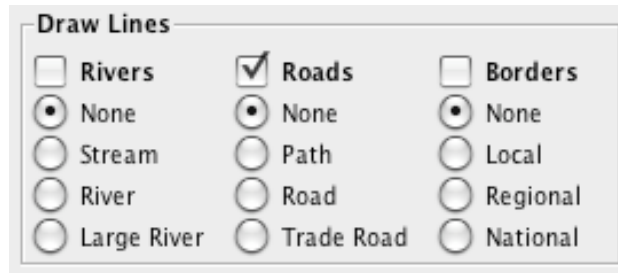 Draw Lines
Rivers Roads Borders
None None None
Stream Path Local
River Road Regional
Large River Trade Road National